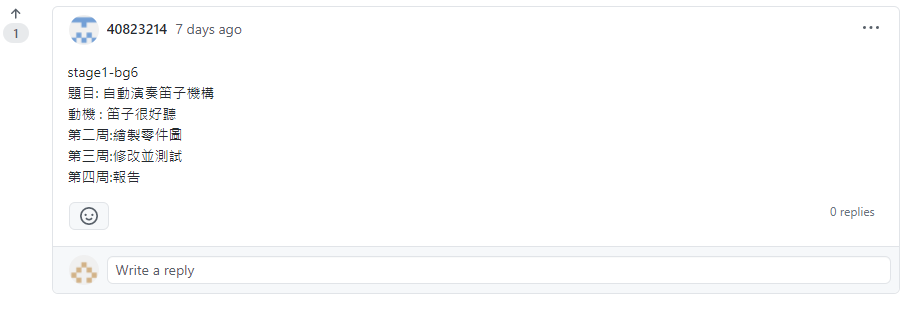 1
40823214 7 days ago
stage1-bg6
題目: 自動演奏笛子機構
動機 : 笛子很好聽
第二周:繪製零件圖
第三周:修改並測試
第四周:報告
0 replies
Write a reply